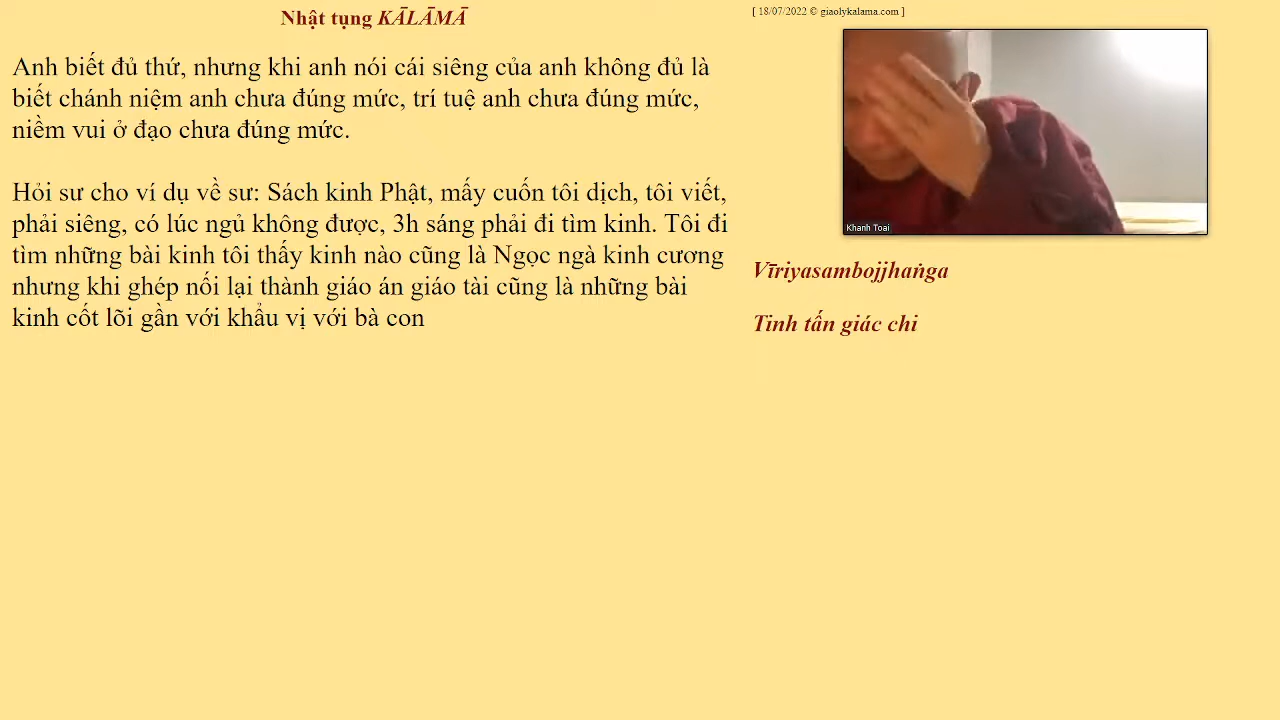 Nhật tụng KĀLĀMĀ
Anh biết đủ thứ, nhưng khi anh nói cái siêng của anh không đủ là
biết chánh niệm anh chưa đúng mức, trí tuệ anh chưa đúng mức,
niềm vui ở đạo chưa đúng mức.
Hỏi sư cho ví dụ về sư: Sách kinh Phật, mấy cuốn tôi dịch, tôi viết,
phải siêng, có lúc ngủ không được, 3h sáng phải đi tìm kinh. Tôi đi
tìm những bài kinh tôi thấy kinh nào cũng là Ngọc ngà kinh cương
nhưng khi ghép nối lại thành giáo án giáo tài cũng là những bài
kinh cốt lõi gần với khẩu vị với bà con
[ 18/07/2022 © giaolykalama.com ]
Khanh Toai
Vīriyasambojjhaṅga
Tinh tấn giác chi